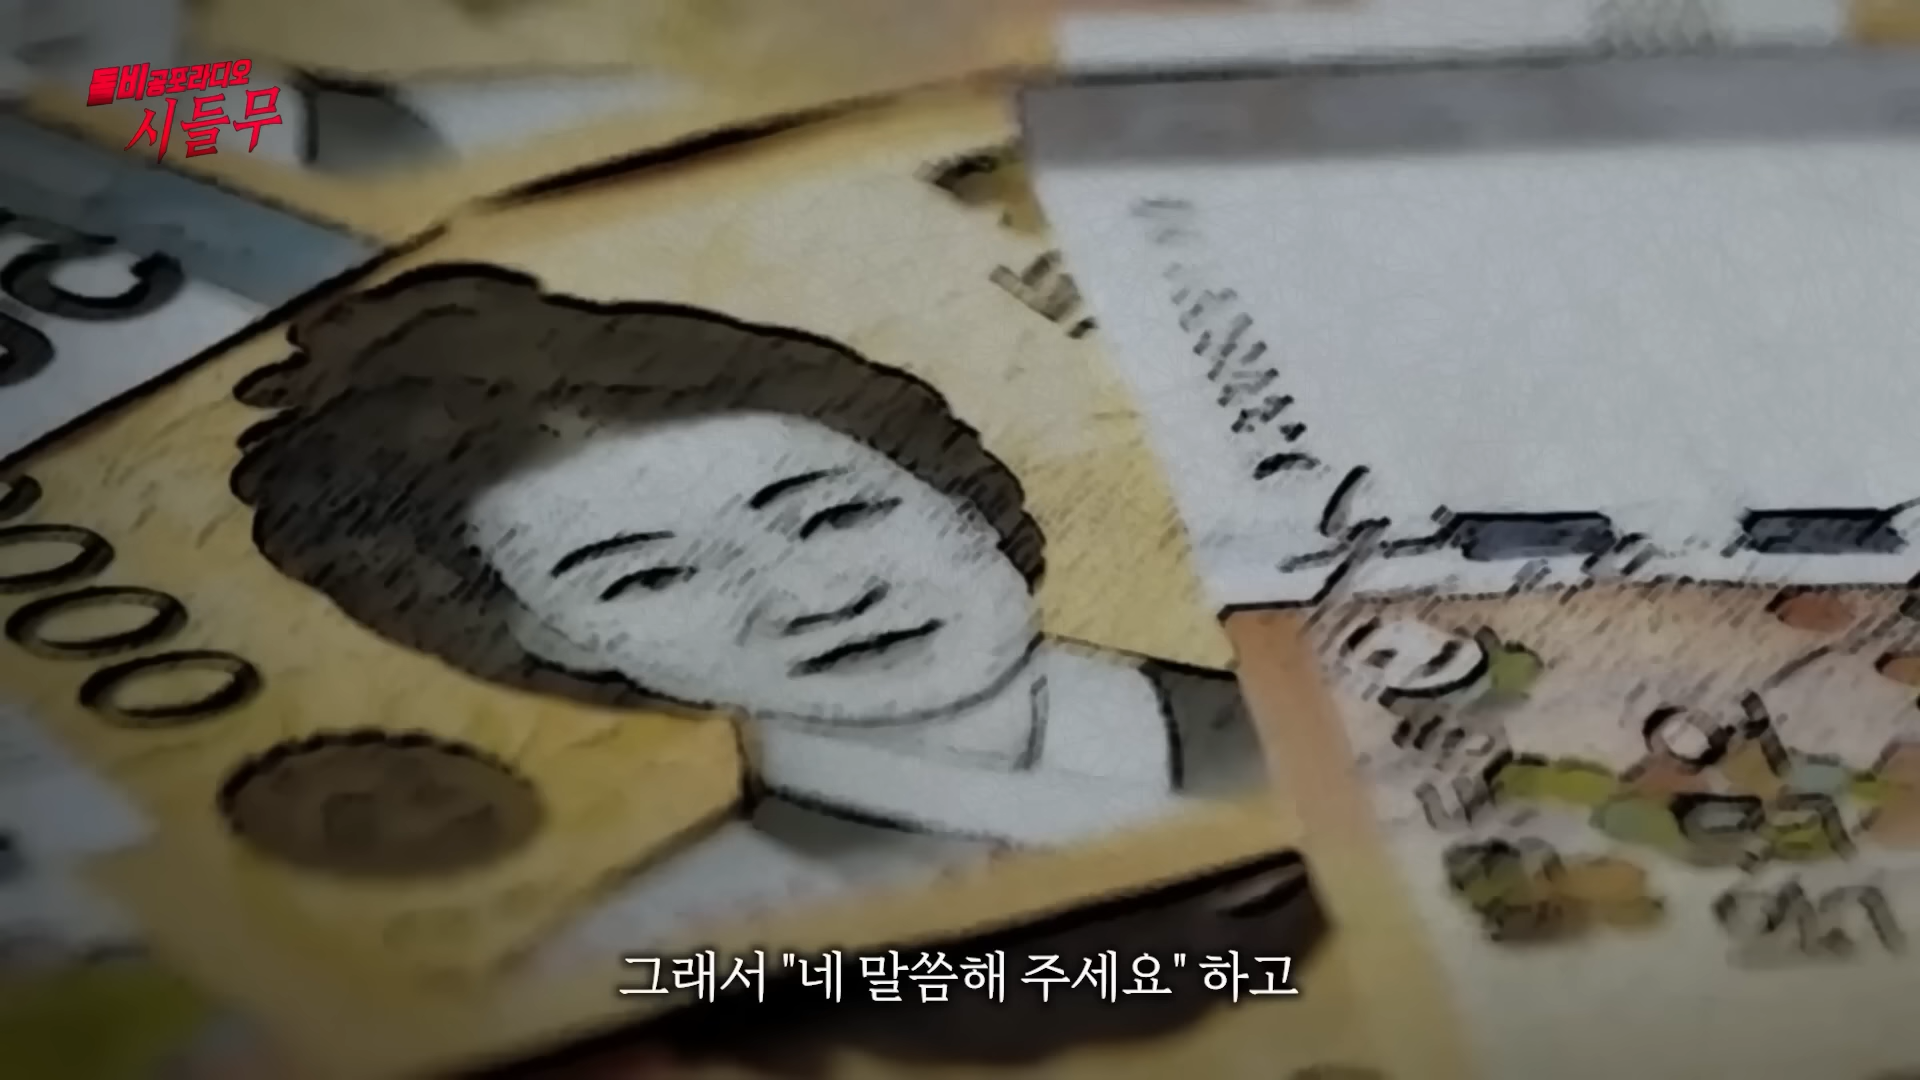 돌비공포라디오
시들무
그래서 "네 말씀해 주세요" 하고
000